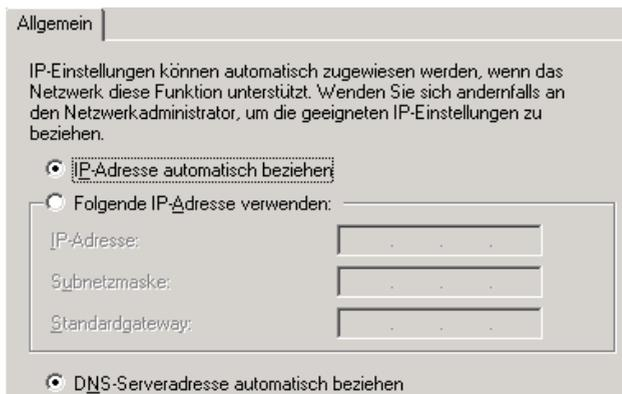 Allgemein
IP-Einstellungen können automatisch zugewiesen werden, wenn das
Netzwerk diese Funktion unterstützt. Wenden Sie sich andernfalls an
den Netzwerkadministrator, um die geeigneten IP-Einstellungen zu
beziehen.
IP-Adresse automatisch beziehen
Folgende IP-Adresse verwenden:
IP-Adresse:
Subnetzmaske:
Standardgateway:
DNS-Serveradresse automatisch beziehen